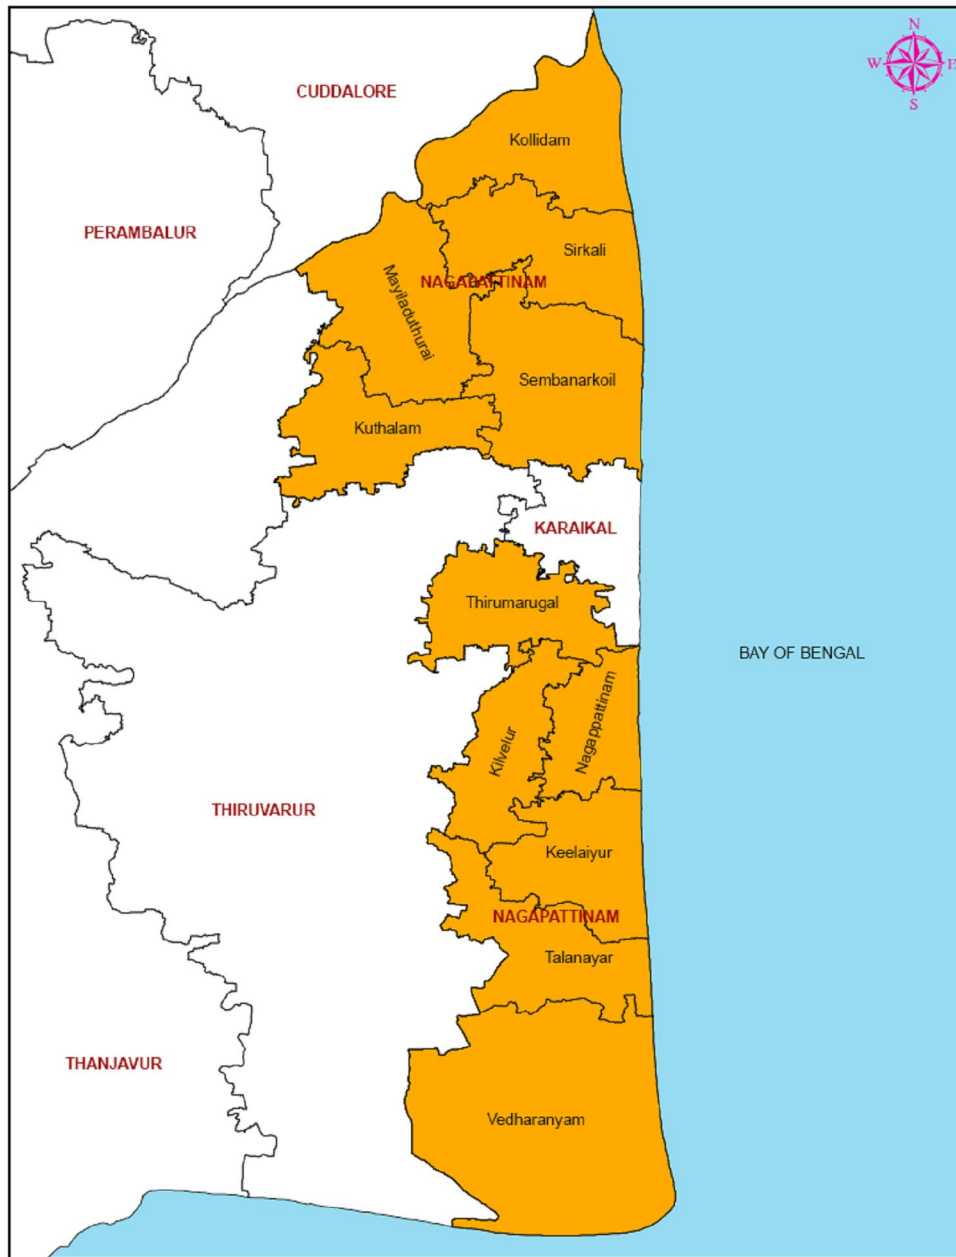 N
W E
S
CUDDALORE
Kollidam
PERAMBALUR
Sirkali
NAGAPATTINAM
Mayiladuthurai
Sembanarkoil
Kuthalam
KARAIKAL
Thirumarugal
BAY OF BENGAL
Nagappattinam
Kilvelur
THIRUVARUR
Keelaiyur
NAGAPATTINAM
Talanayar
THANJAVUR
Vedharanyam